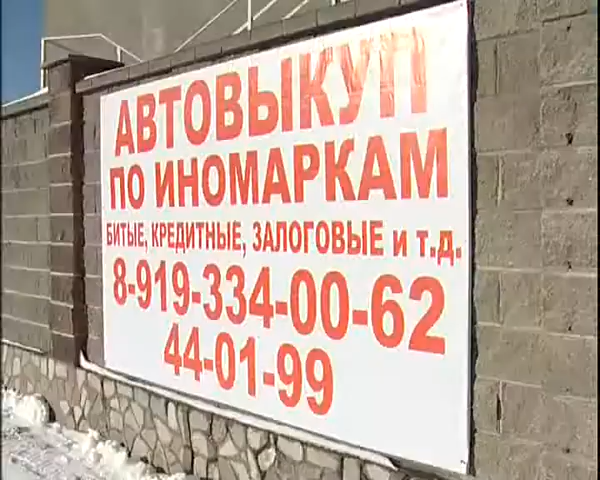 АВТОВЫКУП
ПО ИНОМАРКАМ
БИТЫЕ, КРЕДИТНЫЕ, ЗАЛОГОВЫЕ и т.д.
8-919-334-00-62
44-01-99